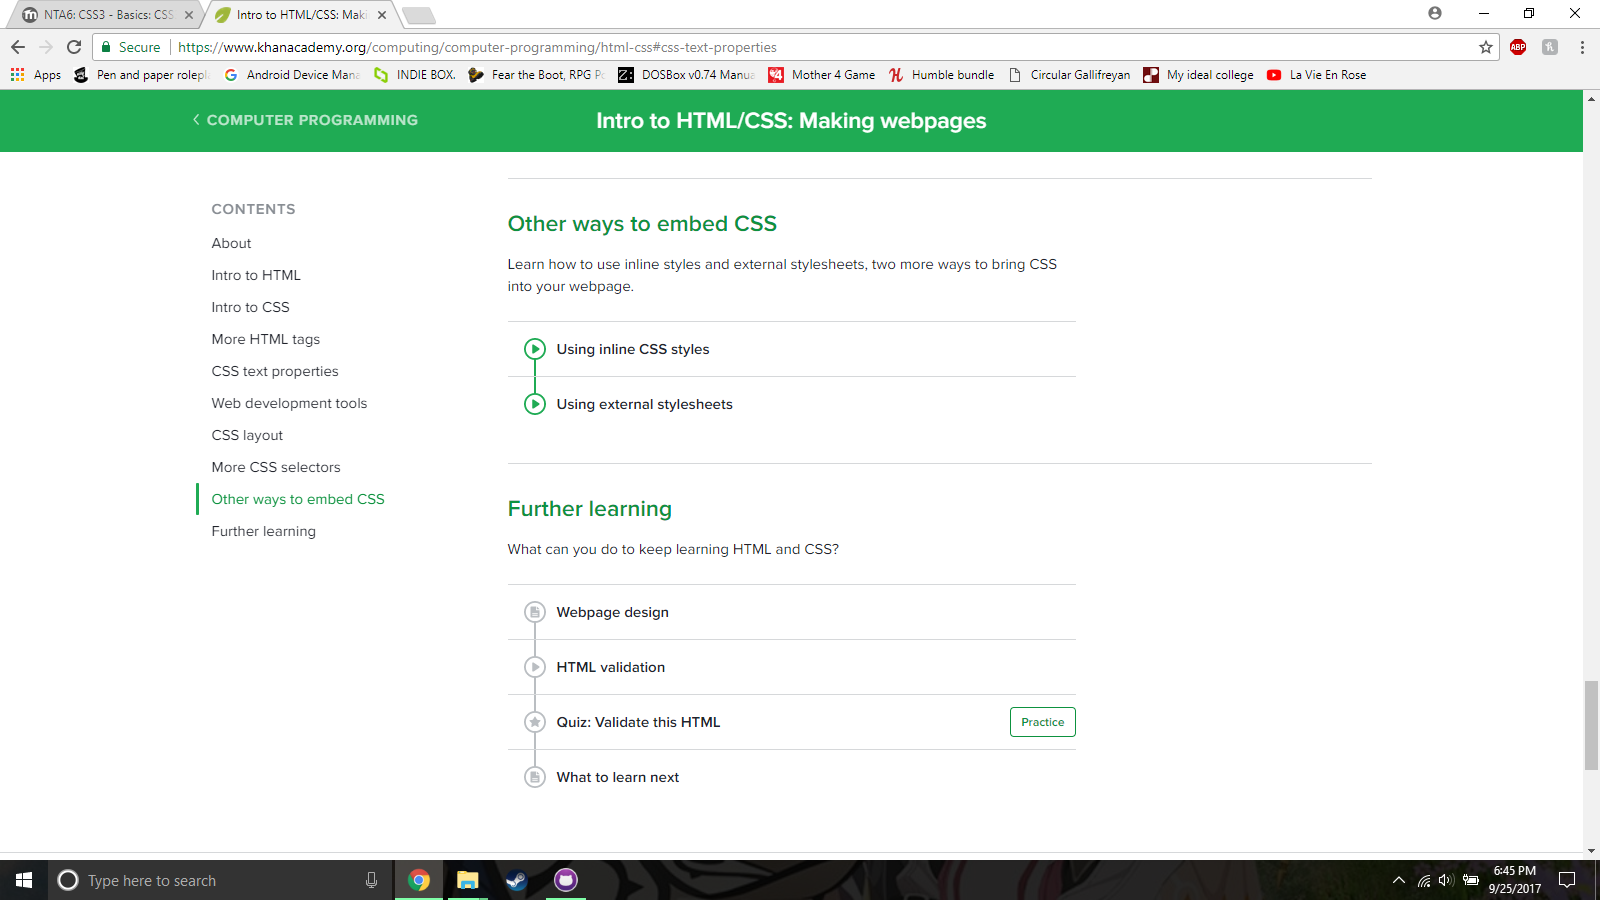 NTA6: CSS3 - Basics: CSS
Intro to HTML/CSS: Maki
Secure
https://www.khanacademy.org/computing/computer-programming/html-css#css-text-properties
ABP
Apps
Pen and paper rolepl
Android Device Mana
INDIE BOX.
Fear the Boot, RPG Po
DOSBox v0.74 Manua
Mother 4 Game
Humble bundle
Circular Gallifreyan
My ideal college
La Vie En Rose
COMPUTER PROGRAMMING
Intro to HTML/CSS: Making webpages
CONTENTS
About
Intro to HTML
Intro to CSS
More HTML tags
CSS text properties
Web development tools
CSS layout
More CSS selectors
Other ways to embed CSS
Further learning
Other ways to embed CSS
Learn how to use inline styles and external stylesheets, two more ways to bring CSS
into your webpage.
Using inline CSS styles
Using external stylesheets
Further learning
What can you do to keep learning HTML and CSS?
Webpage design
HTML validation
Quiz: Validate this HTML
Practice
What to learn next
Type here to search
6:45 PM
9/25/2017